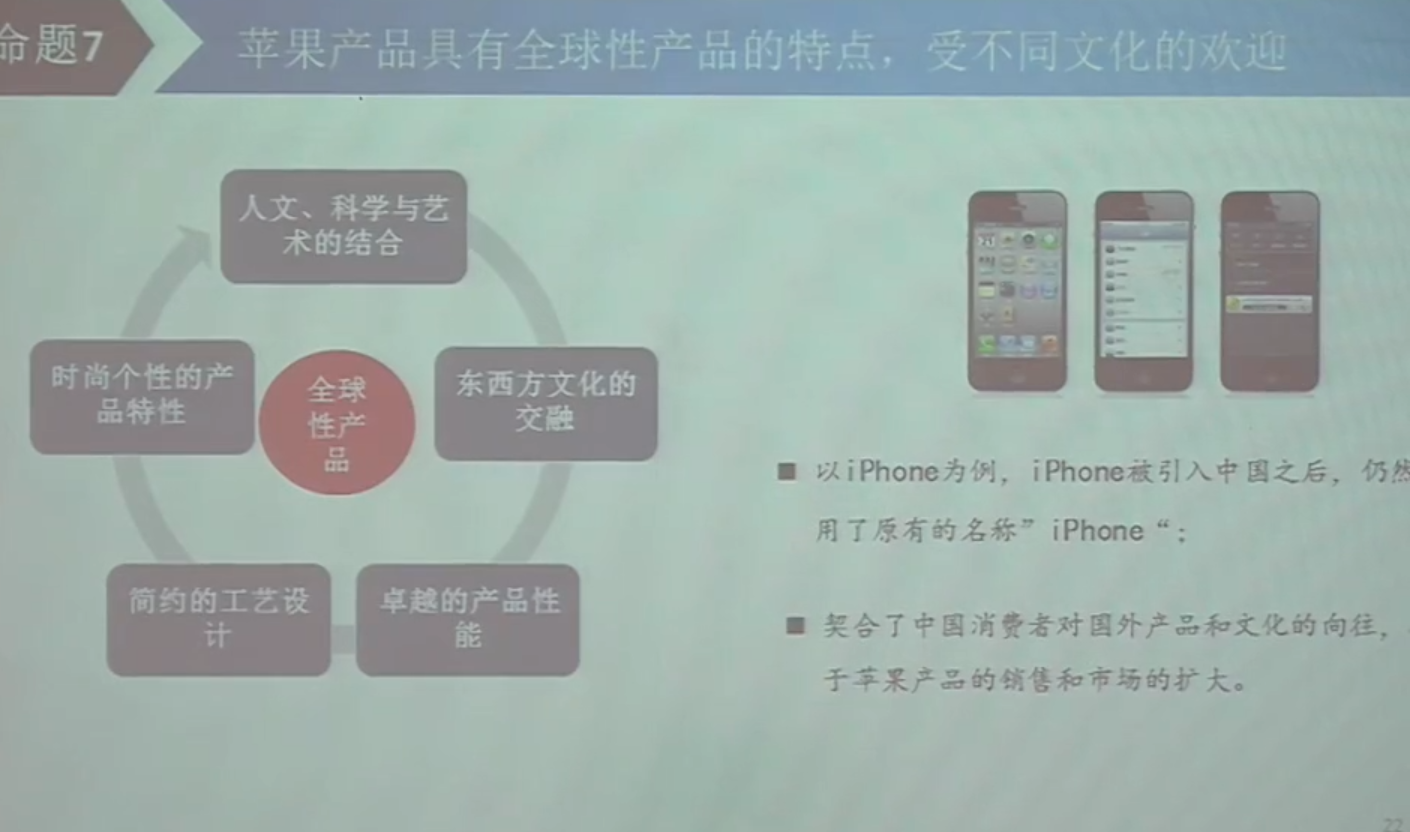 命题7
苹果产品具有全球性产品的特点，受不同文化的欢迎
人文、科学与艺
术的结合
时尚个性的产
品特性
全球
性产
品
东西方文化的
交融
简约的工艺设
计
卓越的产品性
能
21
■ 以iPhone为例，iPhone被引入中国之后，仍然
用了原有的名称” iPhone “；
■ 契合了中国消费者对国外产品和文化的向往，
于苹果产品的销售和市场的扩大。
22